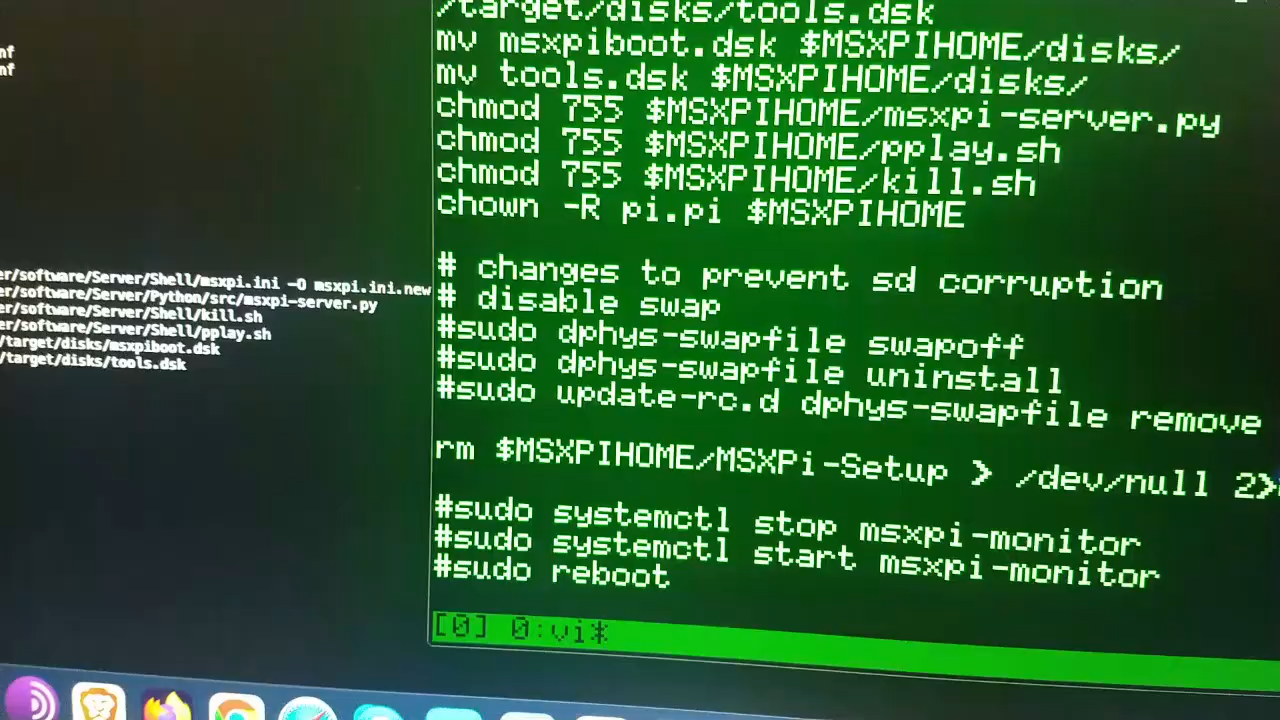 nf
nf
er/software/Server/Shell/msxpi.ini -O msxpi.ini.new
er/software/Server/Python/src/msxpi-server.py
er/software/Server/Shell/kill.sh
er/software/Server/Shell/pplay.sh
/target/disks/msxpiboot.dsk
/target/disks/tools.dsk
/target/disks/tools.dsk
mv msxpiboot.dsk $MSXPIHOME/disks/
mv tools.dsk $MSXPIHOME/disks/
chmod 755 $MSXPIHOME/msxpi-server.py
chmod 755 $MSXPIHOME/pplay.sh
chmod 755 $MSXPIHOME/kill.sh
chown -R pi.pi $MSXPIHOME
# changes to prevent sd corruption
# disable swap
#sudo dphys-swapfile swapoff
#sudo dphys-swapfile uninstall
#sudo update-rc.d dphys-swapfile remove
rm $MSXPIHOME/MSXPi-Setup > /dev/null 2>
#sudo systemctl stop msxpi-monitor
#sudo systemctl start msxpi-monitor
#sudo reboot
[0] 0:vi*